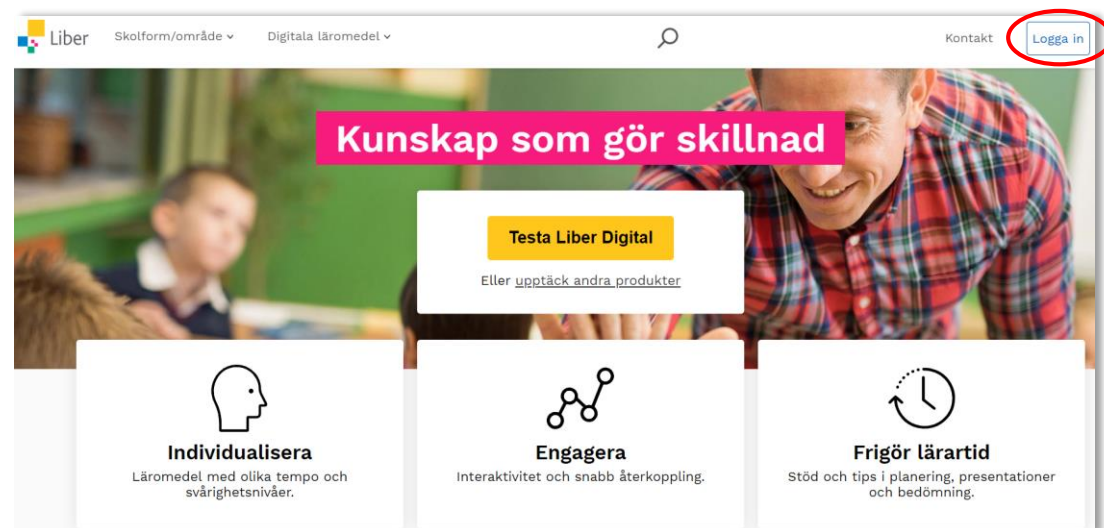 Liber Skolform/område Digitala läromedel Kontakt Logga in
Kunskap som gör skillnad
Testa Liber Digital
Eller upptäck andra produkter
Individualisera
Läromedel med olika tempo och
svårighetsnivåer.
Engagera
Interaktivitet och snabb återkoppling.
Frigör lärartid
Stöd och tips i planering, presentationer
och bedömning.